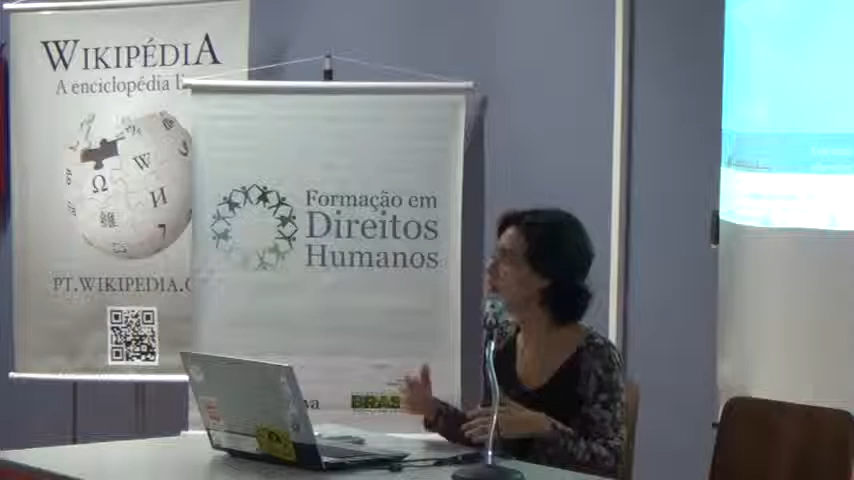 WIKIPÉDIA
A enciclopédia
PT.WIKIPEDIA.
Formação em
Direitos
Humanos
BRAS